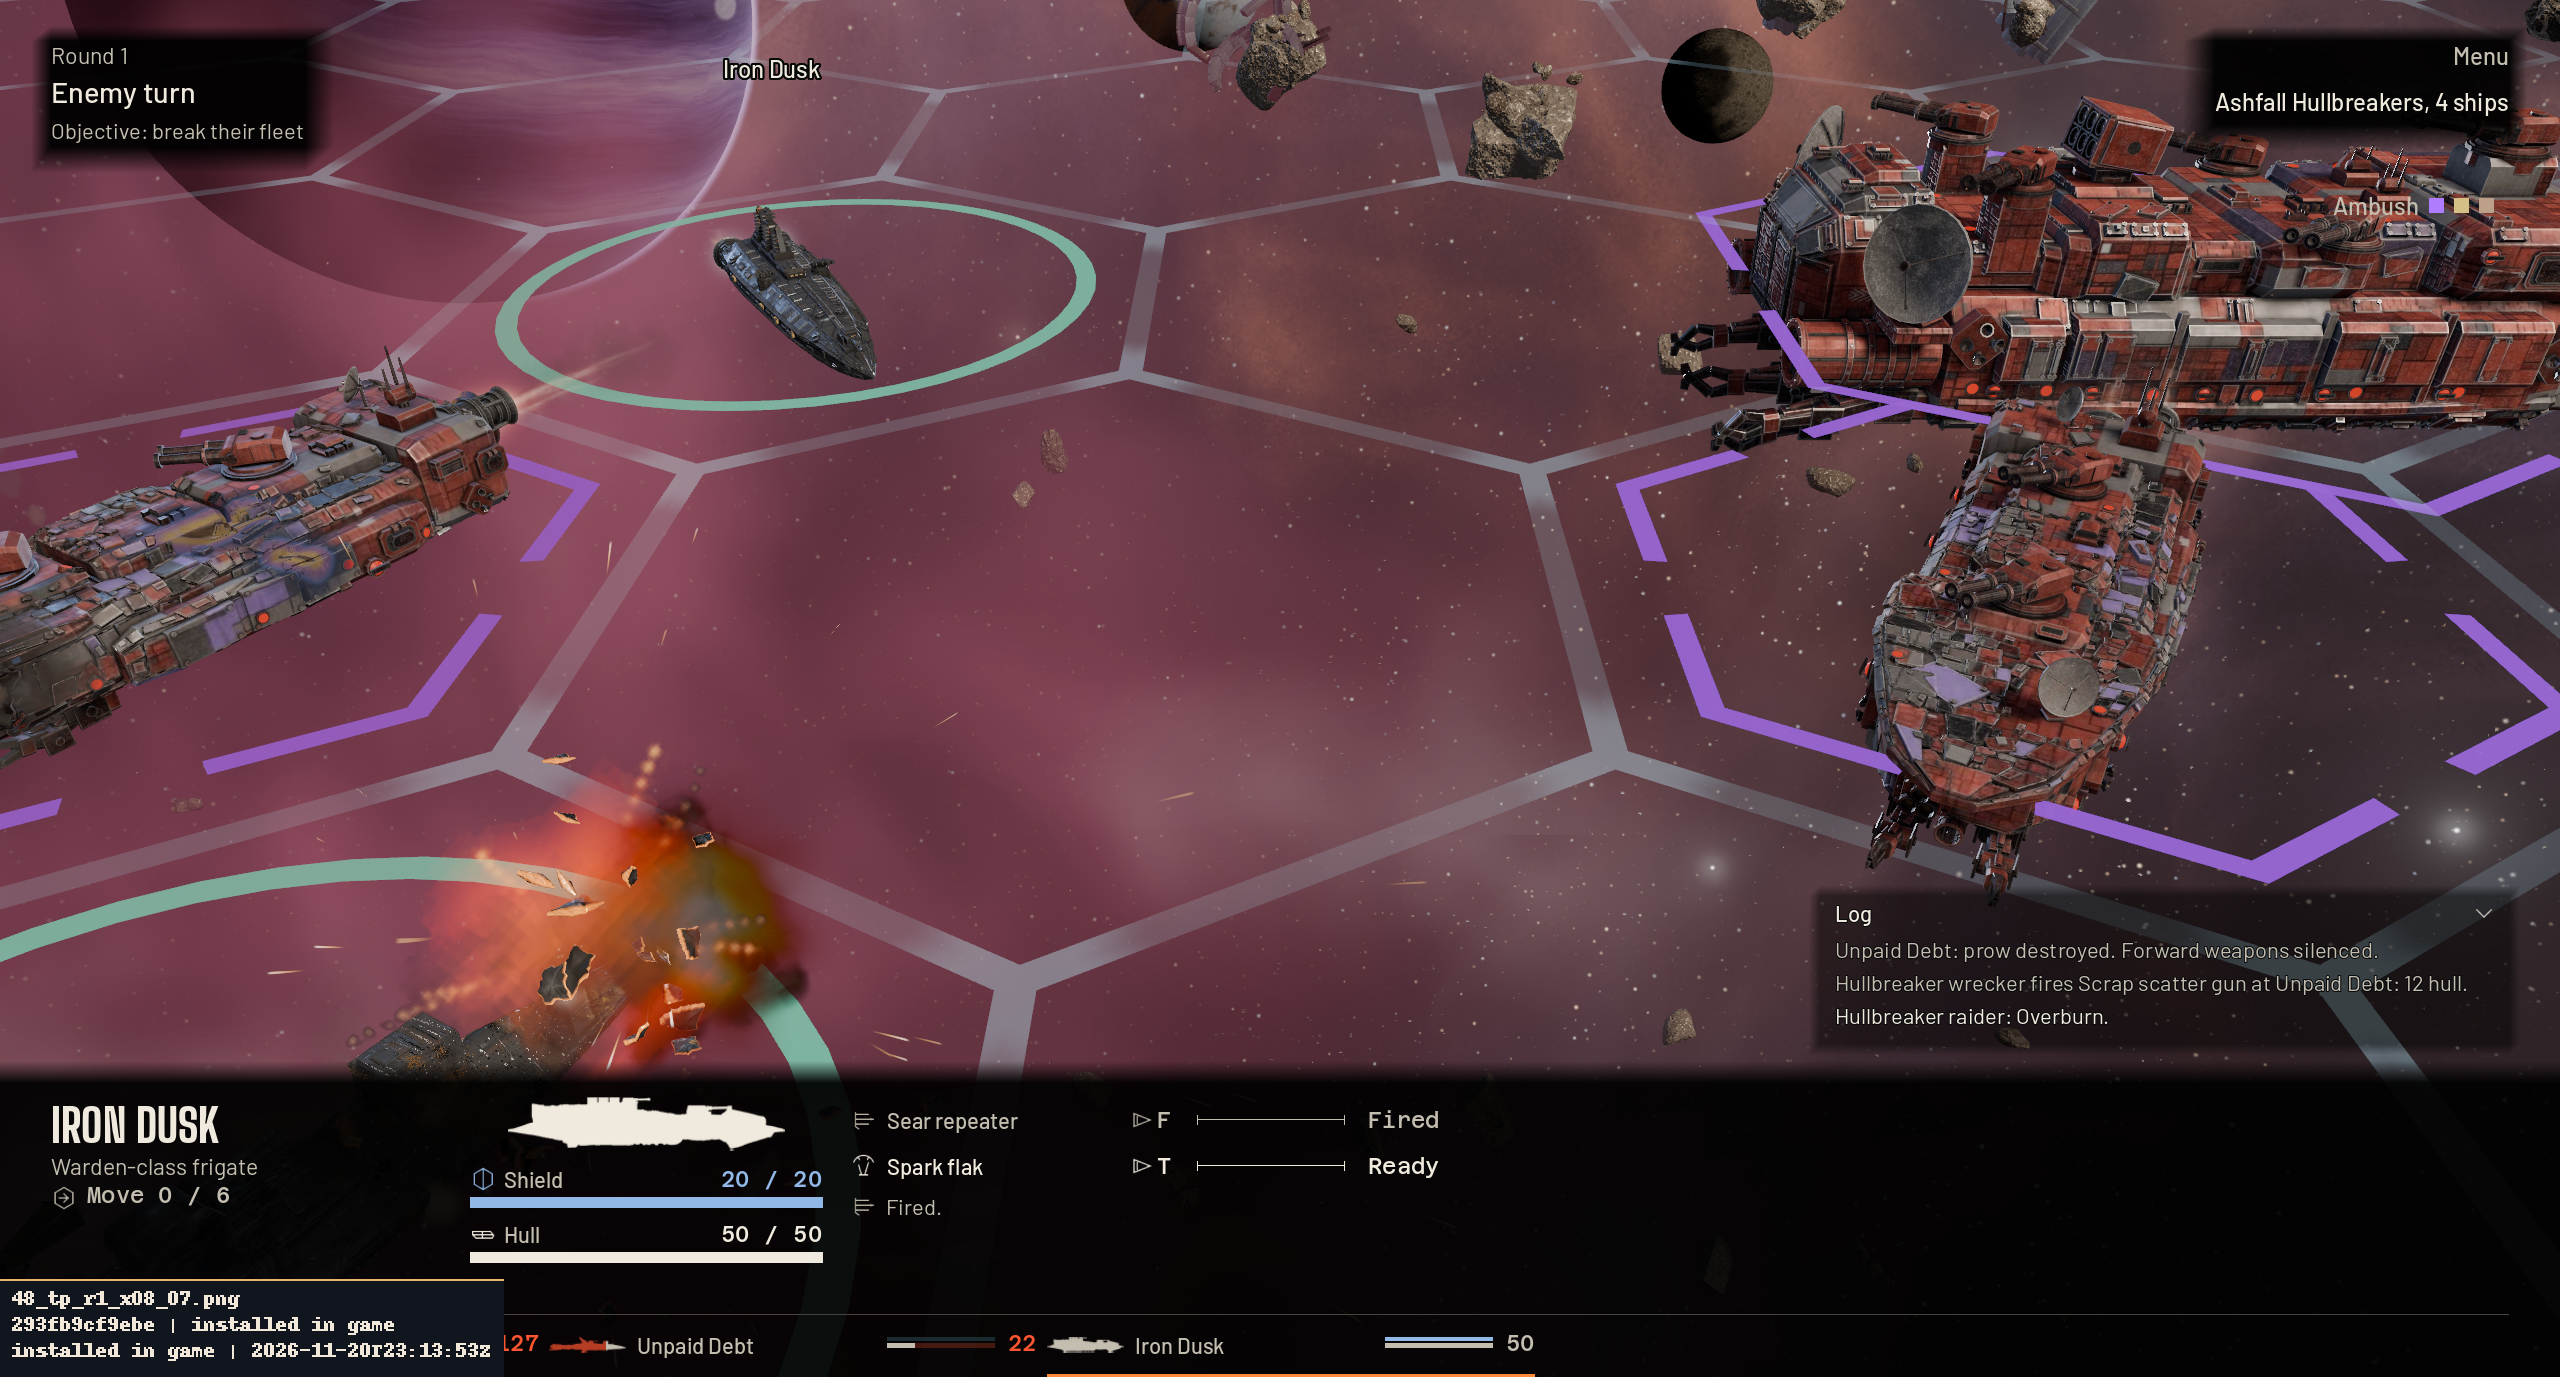 Round 1
Enemy turn
Objective: break their fleet
Iron Dusk
Menu
Ashfall Hullbreakers, 4 ships
Ambush
Log
Unpaid Debt: prow destroyed. Forward weapons silenced.
Hullbreaker wrecker fires Scrap scatter gun at Unpaid Debt: 12 hull.
Hullbreaker raider: Overburn.
IRON DUSK
Warden-class frigate
Move 0 / 6
Shield 20 / 20
Hull 50 / 50
Sear repeater F Fired
Spark flak T Ready
Fired.
48_tp_r1_x08_07.png
293fb9cf9ebe | installed in game
installed in game | 2026-11-20T23:13:53Z
127 Unpaid Debt 22 Iron Dusk 50